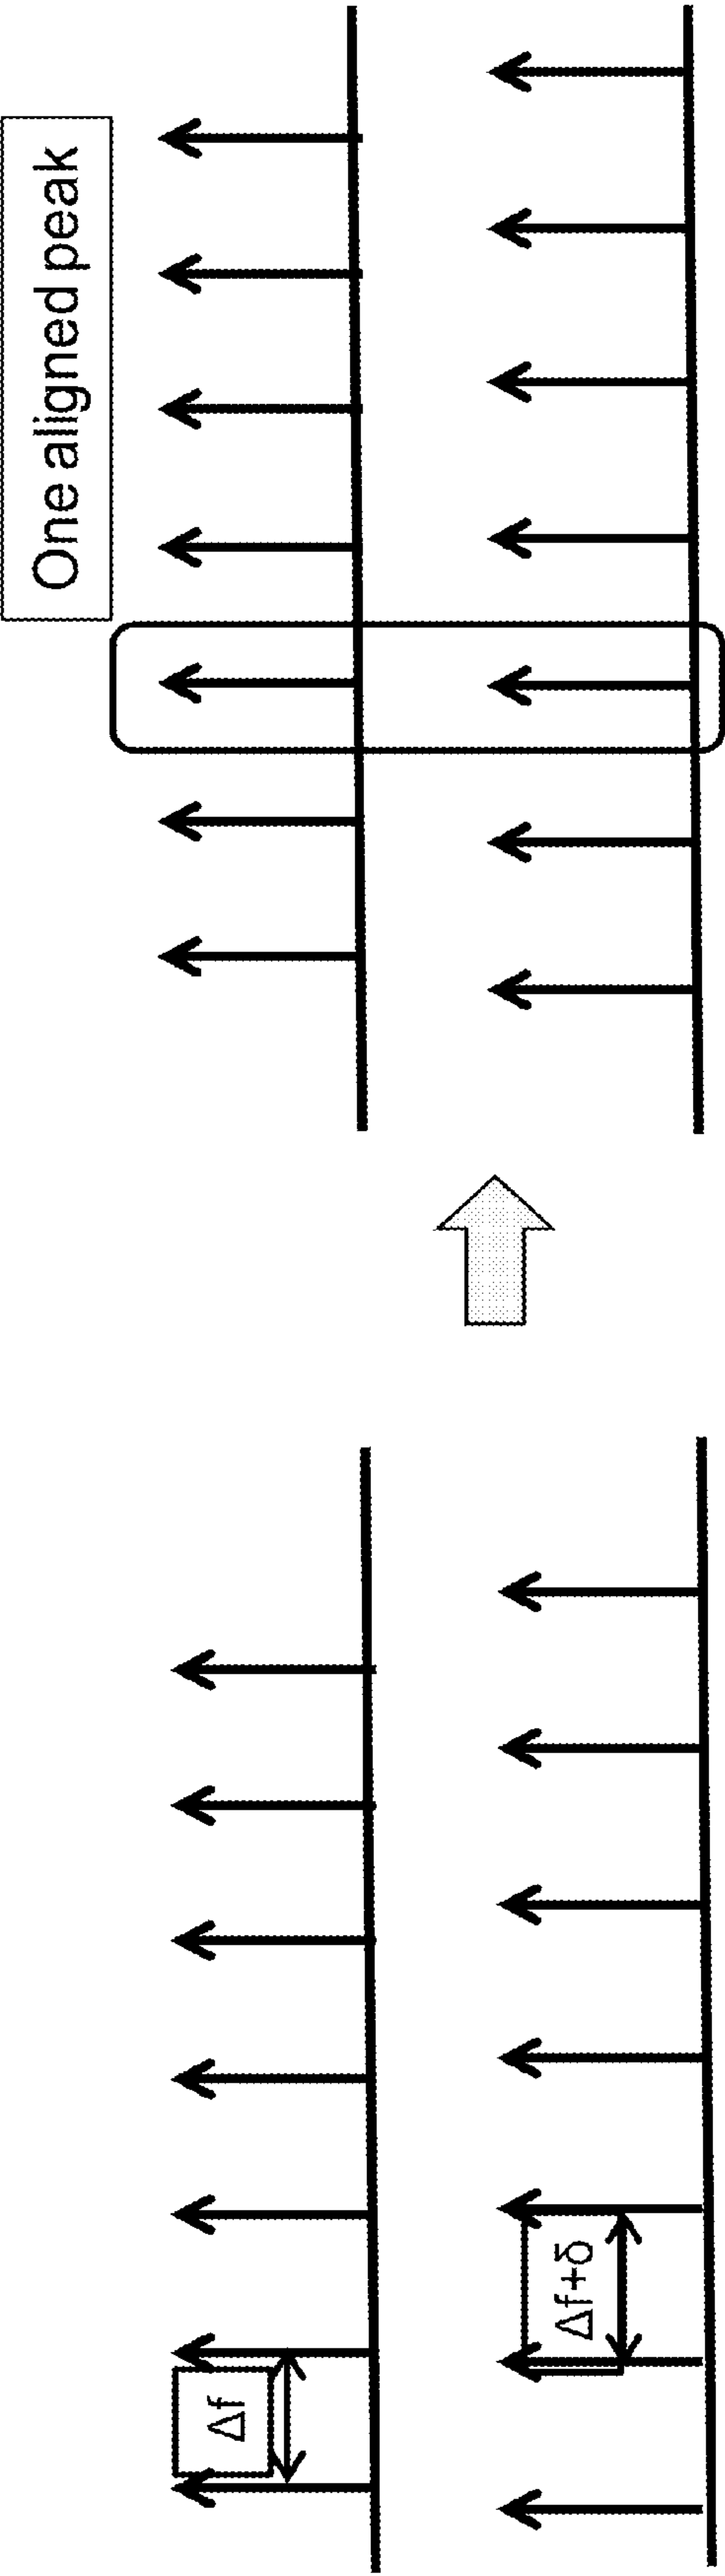 Δf
Δf+δ
One aligned peak